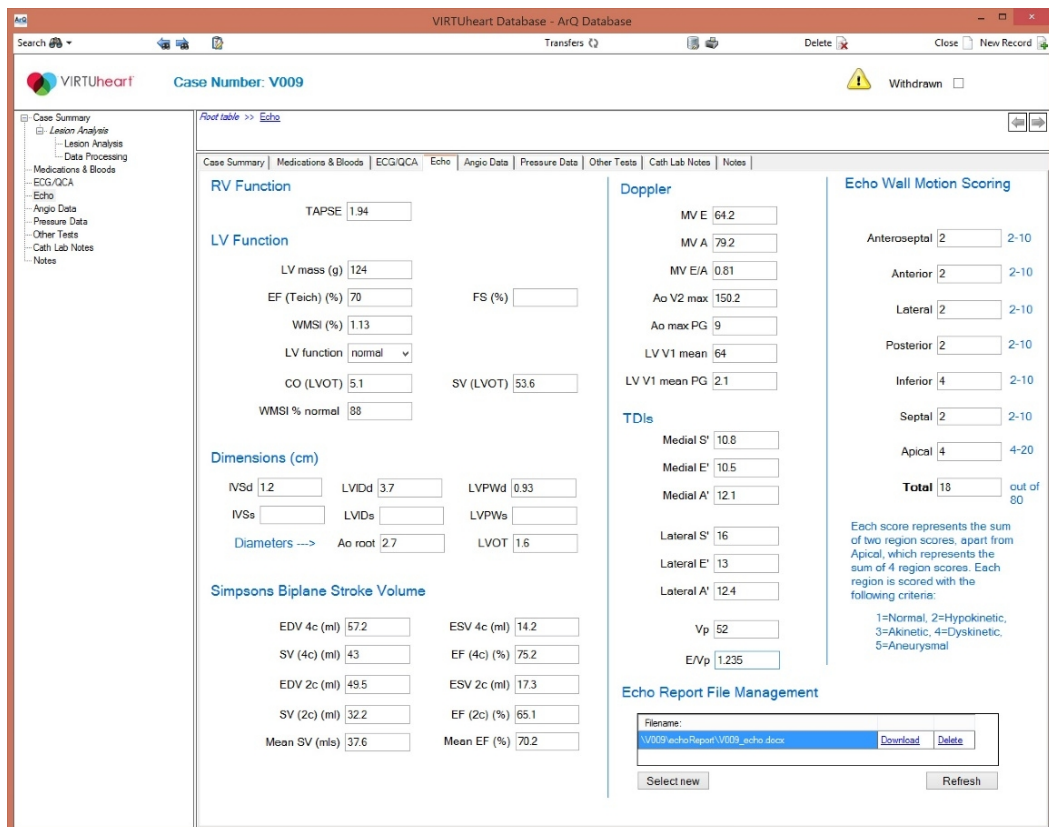 VIRTUheart Database - ArQ Database
ArQ
Search
Transfers
Delete
Close
New Record
VIRTUheart
Case Number: V009
Withdrawn
Case Summary
Lesion Analysis
Lesion Analysis
Data Processing
Medications & Bloods
ECG/QCA
Echo
Angio Data
Pressure Data
Other Tests
Cath Lab Notes
Notes
Root table >> Echo
Case Summary Medications & Bloods ECG/QCA Echo Angio Data Pressure Data Other Tests Cath Lab Notes Notes
RV Function
TAPSE 1.94
LV Function
LV mass (g) 124
EF (Teich) (%) 70 FS (%)
WMSI (%) 1.13
LV function normal
CO (LVOT) 5.1 SV (LVOT) 53.6
WMSI % normal 88
Dimensions (cm)
IVSd 1.2 LVIDd 3.7 LVPWd 0.93
IVSs LVIDs LVPWs
Diameters ---> Ao root 2.7 LVOT 1.6
Simpsons Biplane Stroke Volume
EDV 4c (ml) 57.2 ESV 4c (ml) 14.2
SV (4c) (ml) 43 EF (4c) (%) 75.2
EDV 2c (ml) 49.5 ESV 2c (ml) 17.3
SV (2c) (ml) 32.2 EF (2c) (%) 65.1
Mean SV (mls) 37.6 Mean EF (%) 70.2
Doppler
MV E 64.2
MV A 79.2
MV E/A 0.81
Ao V2 max 150.2
Ao max PG 9
LV V1 mean 64
LV V1 mean PG 2.1
TDIs
Medial S' 10.8
Medial E' 10.5
Medial A' 12.1
Lateral S' 16
Lateral E' 13
Lateral A' 12.4
Vp 52
E/Vp 1.235
Echo Report File Management
Filename:
\V009\echoReport\V009_echo.docx Download Delete
Select new Refresh
Echo Wall Motion Scoring
Anteroseptal 2 2-10
Anterior 2 2-10
Lateral 2 2-10
Posterior 2 2-10
Inferior 4 2-10
Septal 2 2-10
Apical 4 4-20
Total 18 out of
80
Each score represents the sum
of two region scores, apart from
Apical, which represents the
sum of 4 region scores. Each
region is scored with the
following criteria:
1=Normal, 2=Hypokinetic,
3=Akinetic, 4=Dyskinetic,
5=Aneurysmal